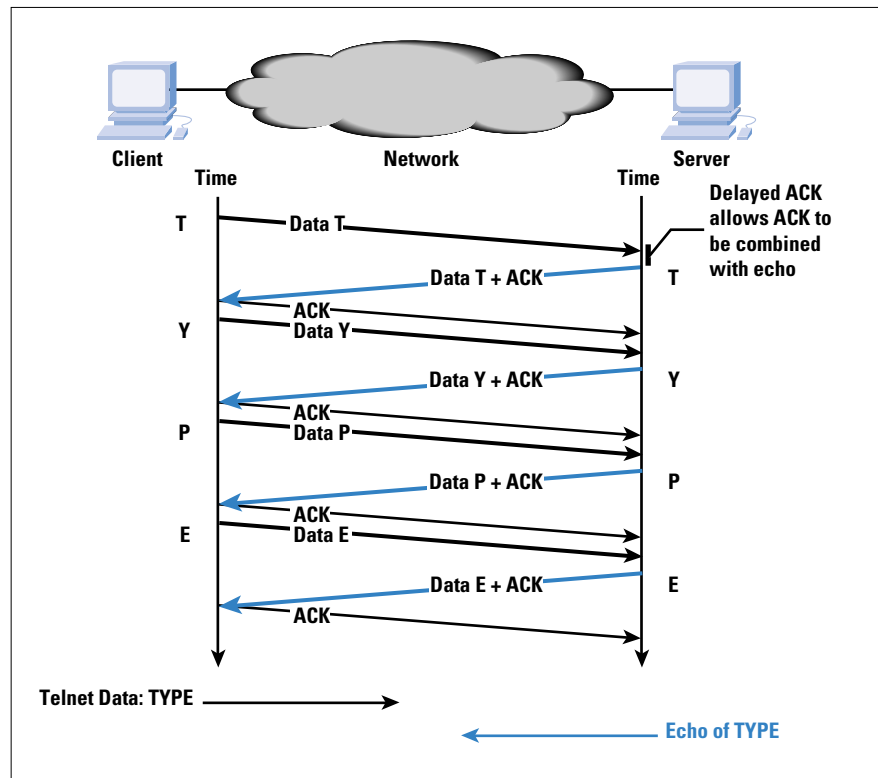 Client
Network
Server
Time
Time
Delayed ACK
allows ACK to
be combined
with echo
T
Data T
Data T + ACK
T
ACK
Y
Data Y
Data Y + ACK
Y
ACK
P
Data P
Data P + ACK
P
ACK
E
Data E
Data E + ACK
E
ACK
Telnet Data: TYPE
Echo of TYPE